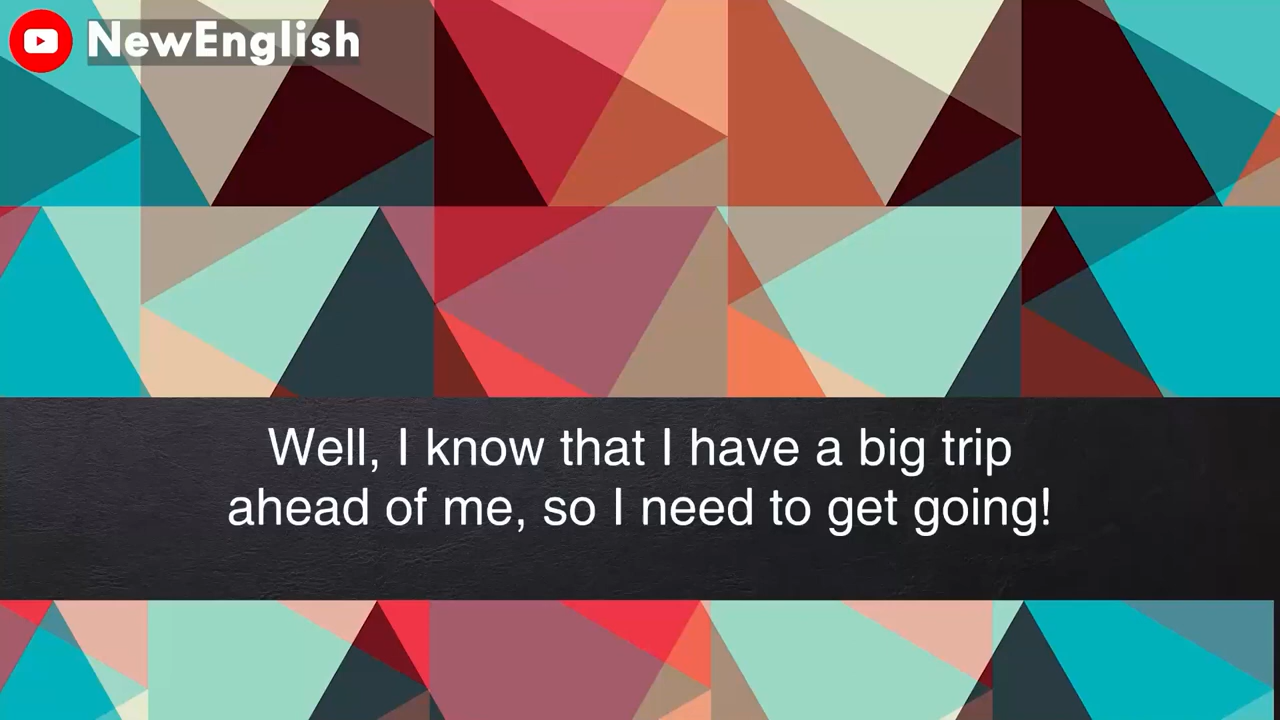 NewEnglish
Well, I know that I have a big trip
ahead of me, so I need to get going!